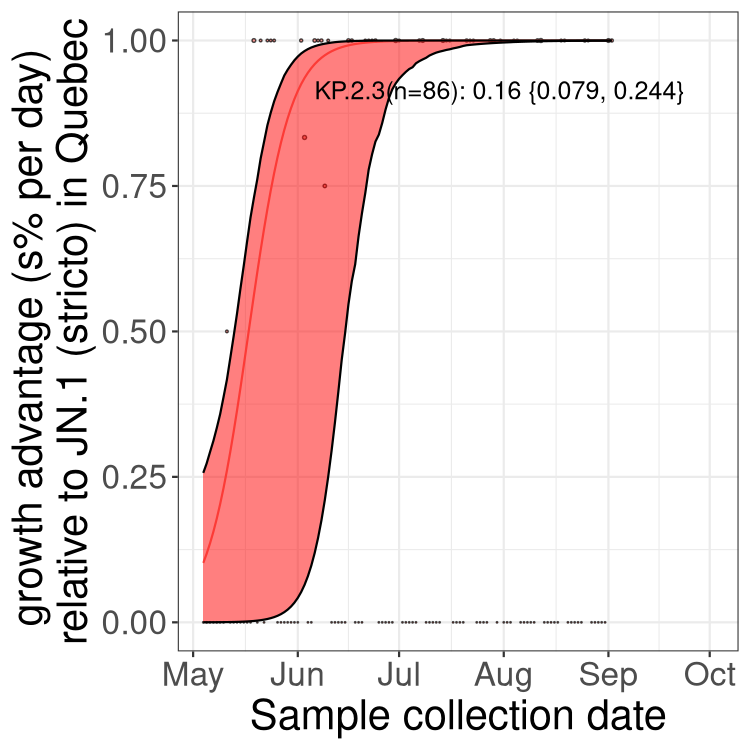 growth advantage (s% per day)
relative to JN.1 (stricto) in Quebec
1.00
0.75
0.50
0.25
0.00
KP.2.3(n=86): 0.16 {0.079, 0.244}
May Jun Jul Aug Sep Oct
Sample collection date